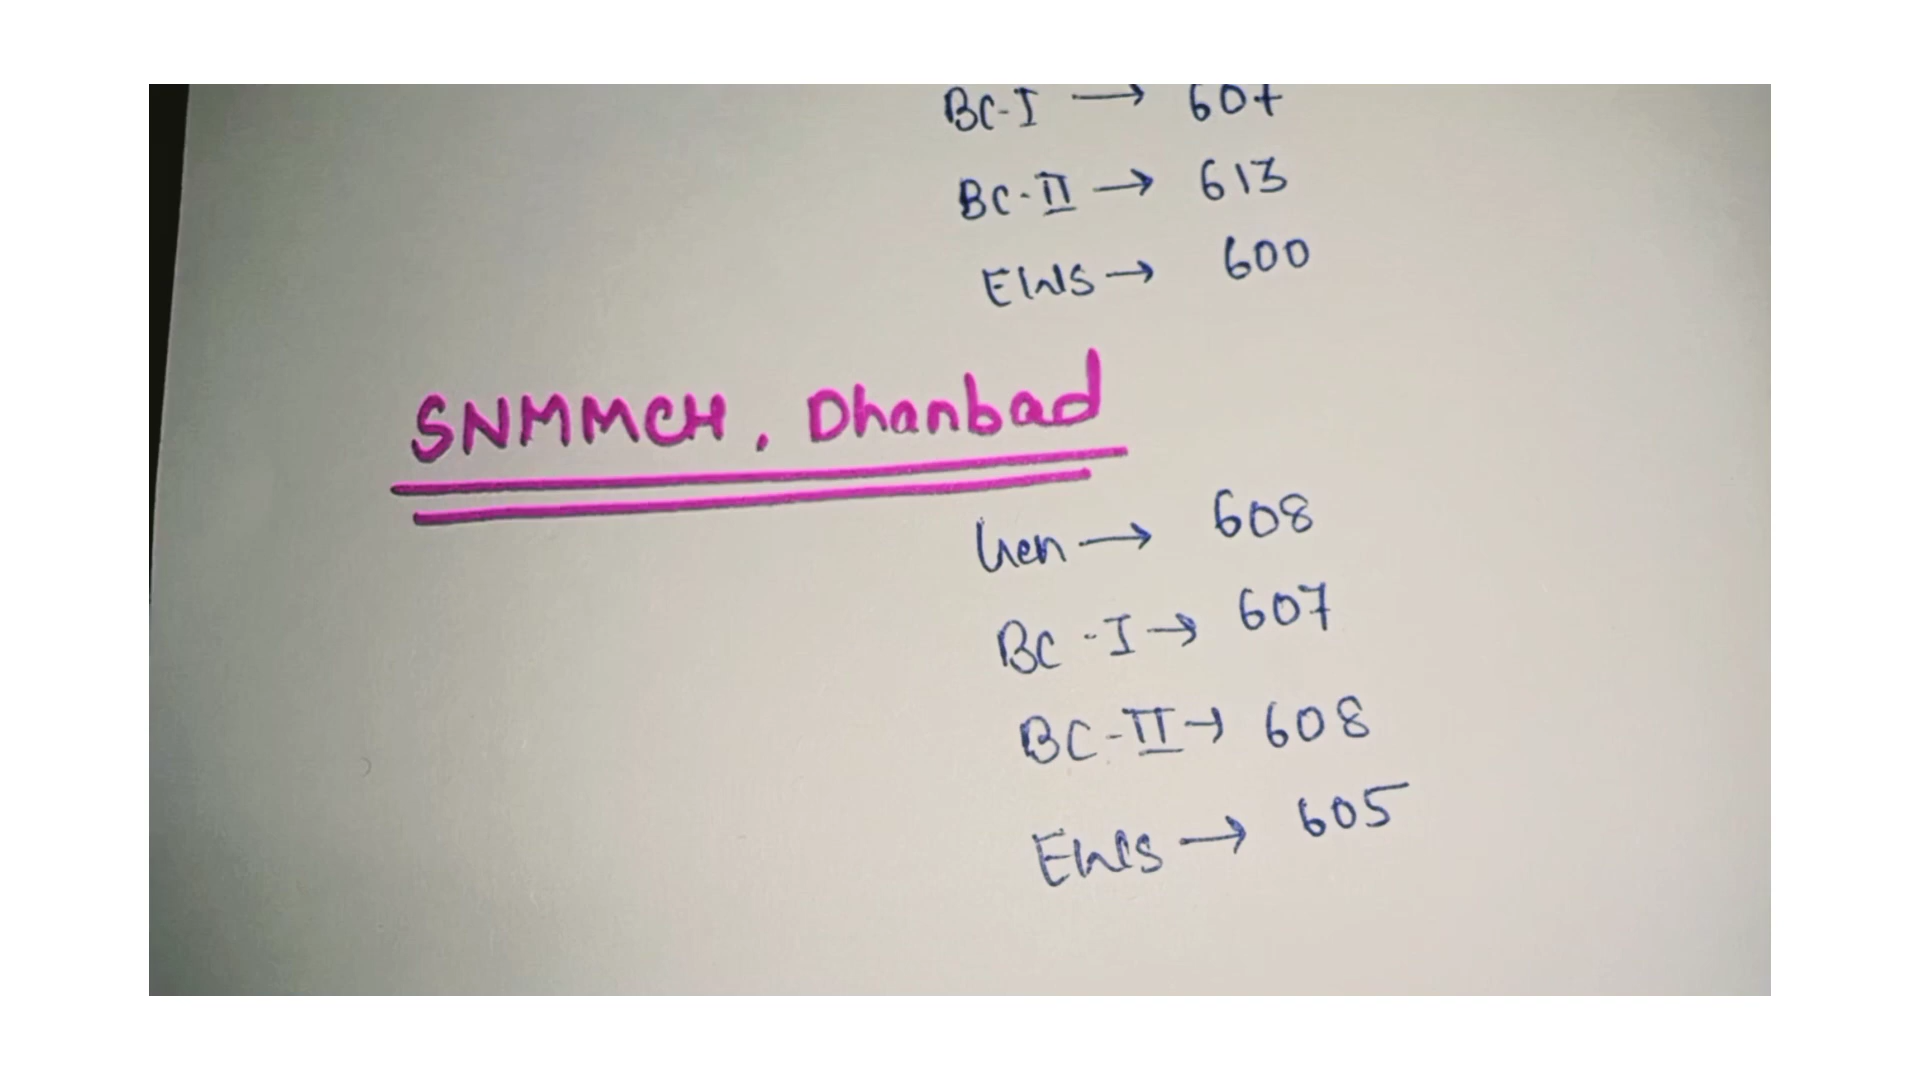 BC-I → 607
BC-II → 613
EWS → 600
SNMMCH, Dhanbad
Gen → 608
BC-I → 607
BC-II → 608
EWS → 605